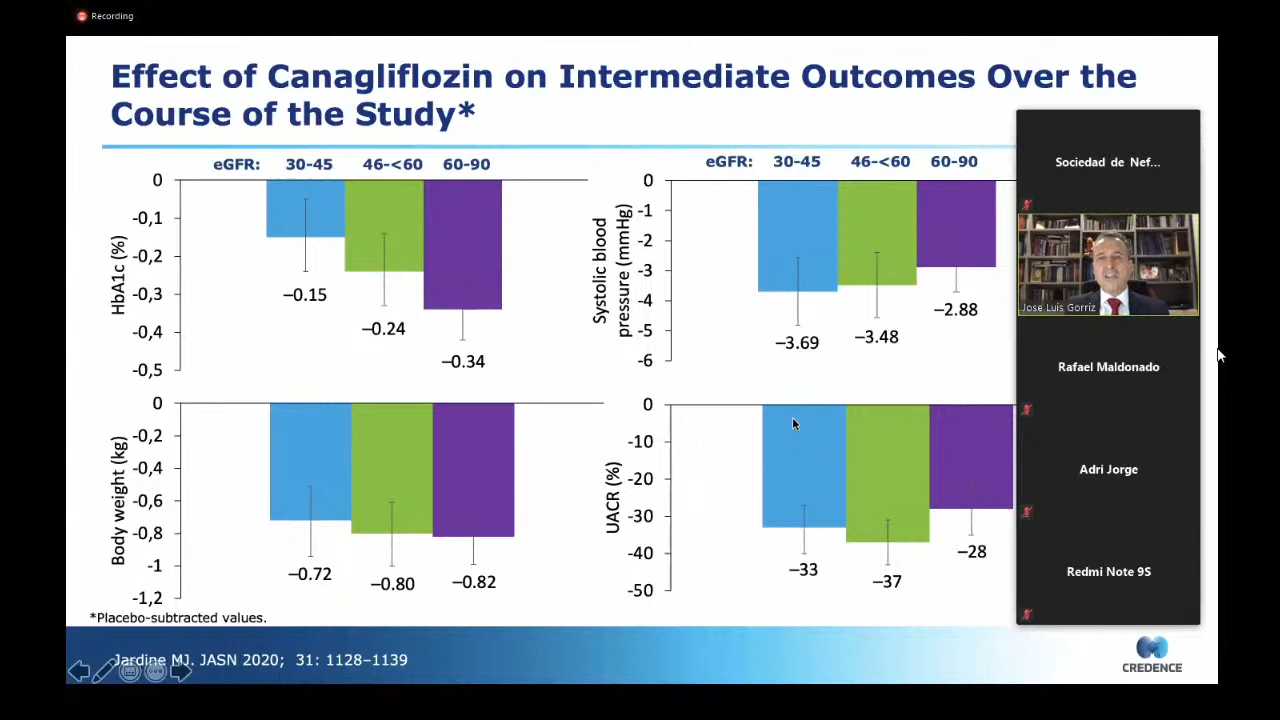 Recording
Effect of Canagliflozin on Intermediate Outcomes Over the
Course of the Study*
eGFR: 30-45 46-<60 60-90
HbA1c (%)
0
-0,1
-0,2
-0,3
-0,4
-0,5
–0.15
–0.24
–0.34
eGFR: 30-45 46-<60 60-90
Systolic blood
pressure (mmHg)
0
-1
-2
-3
-4
-5
-6
–3.69
–3.48
–2.88
Body weight (kg)
0
-0,2
-0,4
-0,6
-0,8
-1
-1,2
–0.72
–0.80
–0.82
UACR (%)
0
-10
-20
-30
-40
-50
–33
–37
–28
*Placebo-subtracted values.
Jardine MJ. JASN 2020; 31: 1128–1139
CREDENCE
Sociedad de Nef...
Jose Luis Gorriz
Rafael Maldonado
Adri Jorge
Redmi Note 9S